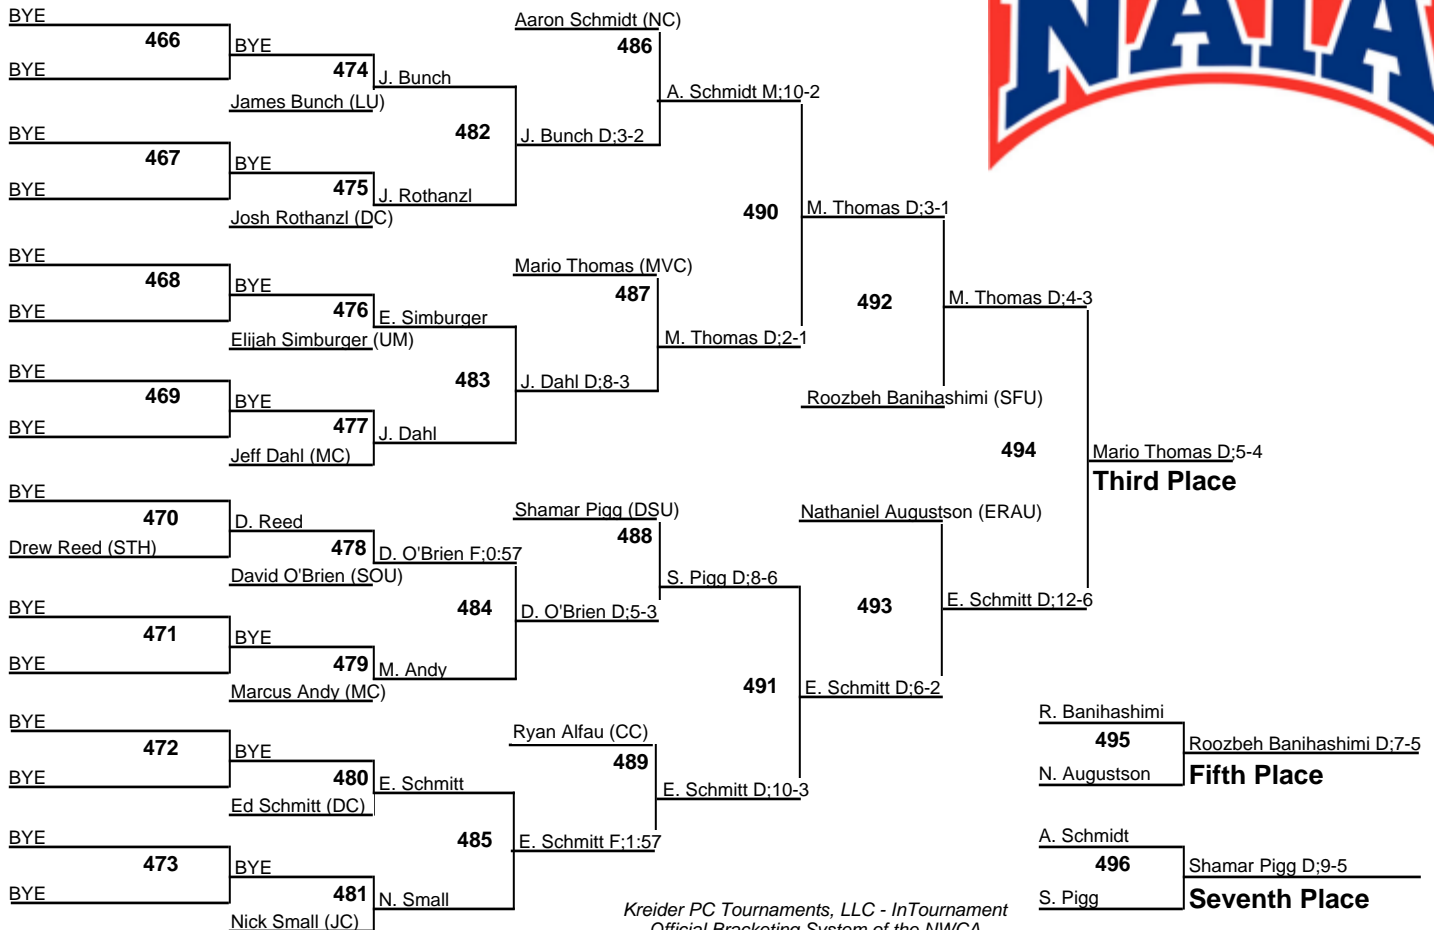 NAIA
BYE
466
BYE
BYE
474
J. Bunch
James Bunch (LU)
BYE
467
BYE
BYE
475
J. Rothanzl
Josh Rothanzl (DC)
482
J. Bunch D;3-2
Aaron Schmidt (NC)
486
A. Schmidt M;10-2
BYE
468
BYE
BYE
476
E. Simburger
Elijah Simburger (UM)
BYE
469
BYE
BYE
477
J. Dahl
Jeff Dahl (MC)
483
J. Dahl D;8-3
Mario Thomas (MVC)
487
M. Thomas D;2-1
490
M. Thomas D;3-1
492
M. Thomas D;4-3
Roozbeh Banihashimi (SFU)
BYE
470
Drew Reed (STH)
D. Reed
478
D. O'Brien F;0:57
David O'Brien (SOU)
BYE
471
BYE
BYE
479
M. Andy
Marcus Andy (MC)
484
D. O'Brien D;5-3
Shamar Pigg (DSU)
488
S. Pigg D;8-6
BYE
472
BYE
BYE
480
E. Schmitt
Ed Schmitt (DC)
BYE
473
BYE
BYE
481
N. Small
Nick Small (JC)
485
E. Schmitt F;1:57
Ryan Alfau (CC)
489
E. Schmitt D;10-3
491
E. Schmitt D;6-2
Nathaniel Augustson (ERAU)
493
E. Schmitt D;12-6
494
Mario Thomas D;5-4
Third Place
R. Banihashimi
495
N. Augustson
Roozbeh Banihashimi D;7-5
Fifth Place
A. Schmidt
496
S. Pigg
Shamar Pigg D;9-5
Seventh Place
Kreider PC Tournaments, LLC - InTournament
Official Bracketing System of the NWCA